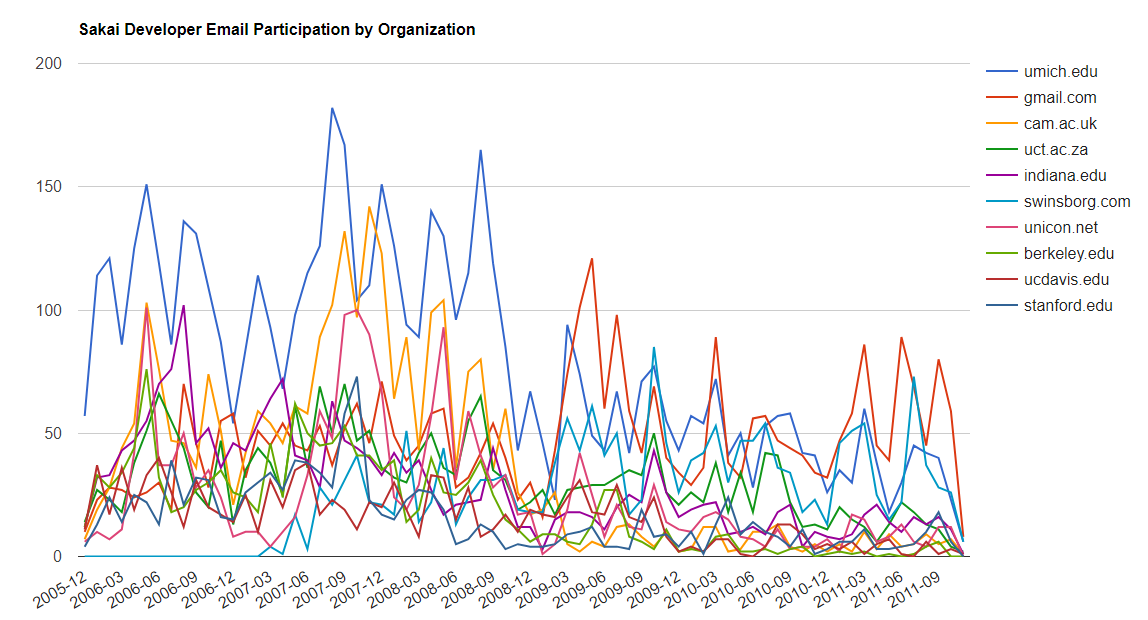 Sakai Developer Email Participation by Organization
200
150
100
50
0
umich.edu
gmail.com
cam.ac.uk
uct.ac.za
indiana.edu
swinsborg.com
unicon.net
berkeley.edu
ucdavis.edu
stanford.edu
2005-12
2006-03
2006-06
2006-09
2006-12
2007-03
2007-06
2007-09
2007-12
2008-03
2008-06
2008-09
2008-12
2009-03
2009-06
2009-09
2009-12
2010-03
2010-06
2010-09
2010-12
2011-03
2011-06
2011-09